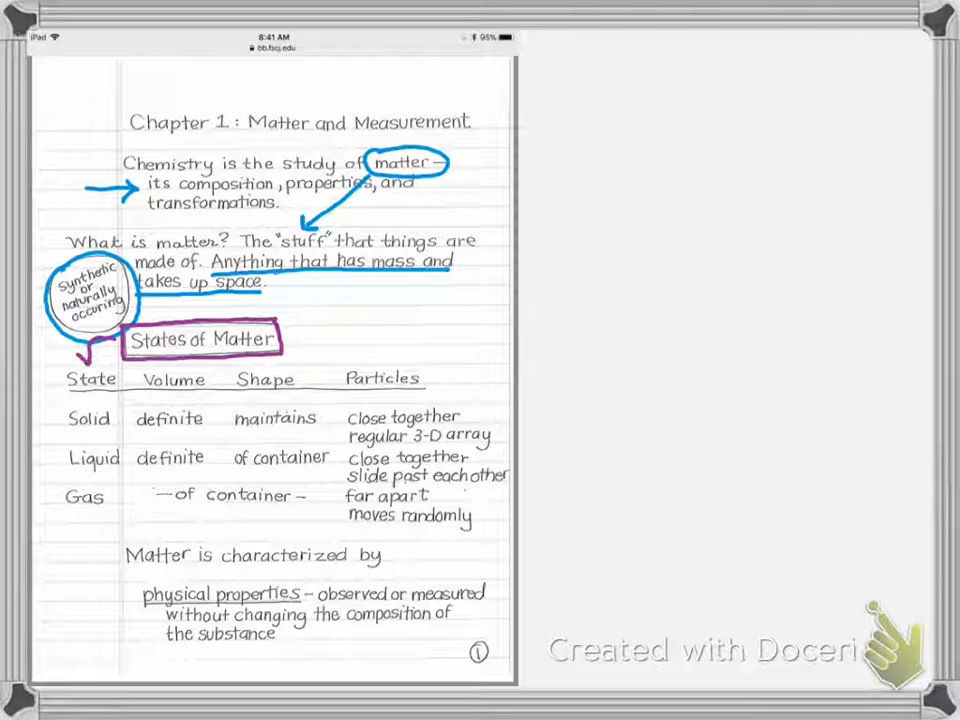 iPad 8:41 AM 95%
bb.fscj.edu
Chapter 1: Matter and Measurement
Chemistry is the study of matter—
its composition, properties, and
transformations.
What is matter? The "stuff" that things are
made of. Anything that has mass and
takes up space.
synthetic
or
naturally
occuring
States of Matter
State Volume Shape Particles
Solid definite maintains close together
regular 3-D array
Liquid definite of container close together
slide past each other
Gas —of container— far apart
moves randomly
Matter is characterized by
physical properties – observed or measured
without changing the composition of
the substance
1
Created with Doceri